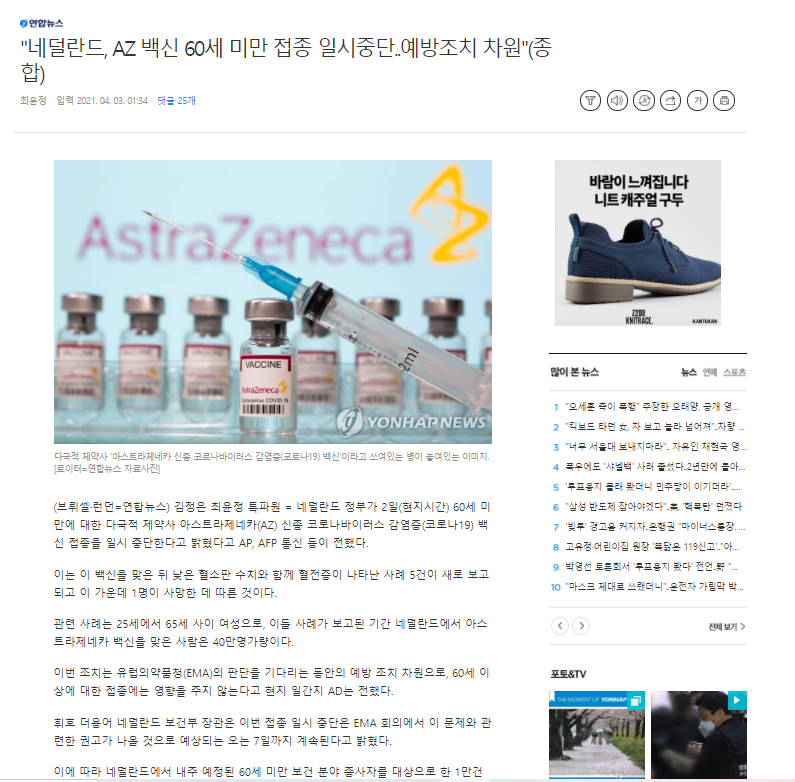 연합뉴스
"네덜란드, AZ 백신 60세 미만 접종 일시중단..예방조치 차원"(종
합)
최윤정 입력 2021. 04. 03. 01:34 댓글 25개
가
AstraZeneca
2ml
VACCINE
AstraZeneca
Coronavirus COVID-19
YONHAP NEWS
다국적 제약사 '아스트라제네카 신종 코로나바이러스 감염증(코로나19) 백신'이라고 쓰여있는 병이 놓여있는 이미지.
[로이터=연합뉴스 자료사진]
(브뤼셀·런던=연합뉴스) 김정은 최윤정 특파원 = 네덜란드 정부가 2일(현지시간) 60세 미
만에 대한 다국적 제약사 아스트라제네카(AZ) 신종 코로나바이러스 감염증(코로나19) 백
신 접종을 일시 중단한다고 밝혔다고 AP, AFP 통신 등이 전했다.
이는 이 백신을 맞은 뒤 낮은 혈소판 수치와 함께 혈전증이 나타난 사례 5건이 새로 보고
되고 이 가운데 1명이 사망한 데 따른 것이다.
관련 사례는 25세에서 65세 사이 여성으로, 이들 사례가 보고된 기간 네덜란드에서 아스
트라제네카 백신을 맞은 사람은 40만명가량이다.
이번 조치는 유럽의약품청(EMA)의 판단을 기다리는 동안의 예방 조치 차원으로, 60세 이
상에 대한 접종에는 영향을 주지 않는다고 현지 일간지 AD는 전했다.
휘호 더용어 네덜란드 보건부 장관은 이번 접종 일시 중단은 EMA 회의에서 이 문제와 관
련한 권고가 나올 것으로 예상되는 오는 7일까지 계속된다고 밝혔다.
이에 따라 네덜란드에서 내주 예정된 60세 미만 보건 분야 종사자를 대상으로 한 1만건
바람이 느껴집니다
니트 캐주얼 구두
Z208
KNITRACE.
KANTUKAN
많이 본 뉴스 뉴스 연예 스포츠
1 "오세훈 측이 폭행" 주장한 오태양, 공개 영...
2 "킥보드 타던 女, 차 보고 놀라 넘어져"..차량 ...
3 "너무 서울대 보내지마라".. 자유인 채현국 영...
4 폭우에도 '샤넬백' 사러 줄섰다..2년만에 돌아...
5 '투표용지 몰래 봤더니 민주당이 이기더라'.....
6 "삼성 반도체 잡아야겠다"..美, '핵폭탄' 던졌다
7 '빚투' 경고음 커지자..은행권 "마이너스통장, ...
8 고유정·어린이집 원장 '똑닮은 119신고'.."아...
9 박영선 토론회서 '투표용지 봤다' 전언..野 "...
10 "마스크 제대로 쓰랬더니"..운전자 가림막 박...
전체 보기
포토&TV
THE MOMENT OF YONHAP